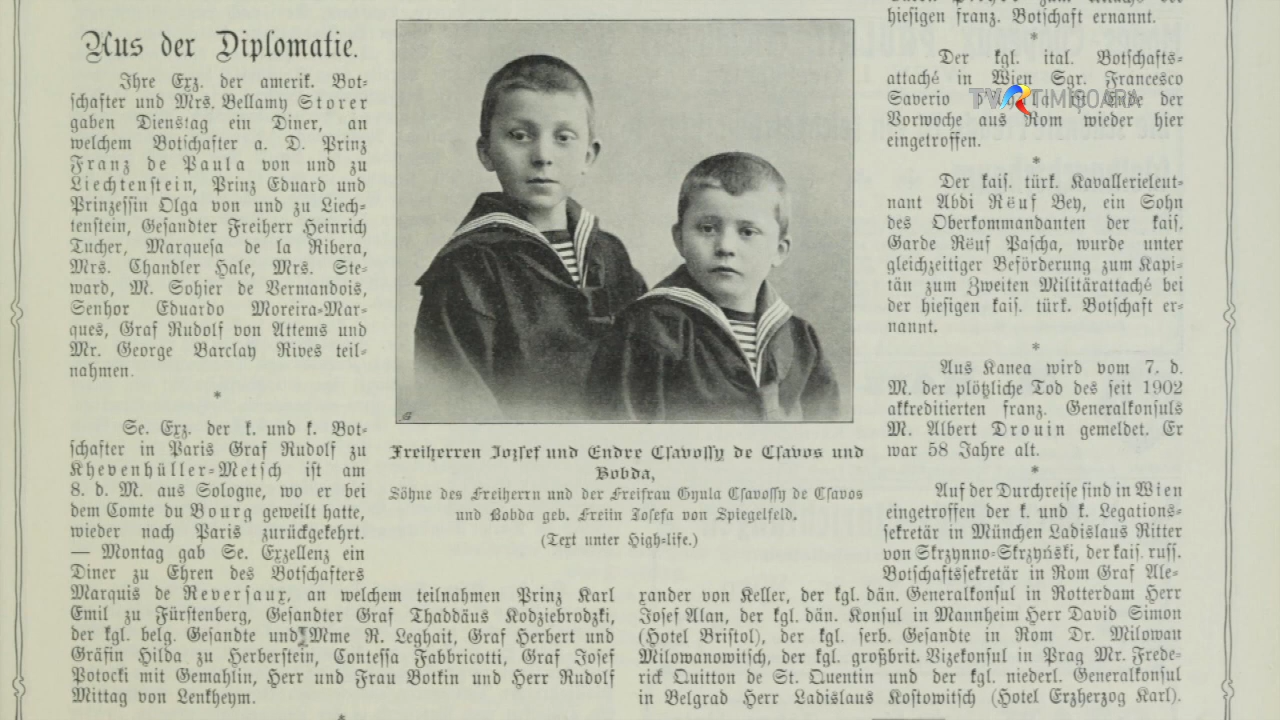 Aus der Diplomatie.
Ihre Exz. der amerik. Bot-
schafter und Mrs. Bellamy Storer
gaben Dienstag ein Diner, an
welchem Botschafter a. D. Prinz
Franz de Paula von und zu
Liechtenstein, Prinz Eduard und
Prinzessin Olga von und zu Liech-
tenstein, Gesandter Freiherr Heinrich
Tucher, Marquesa de la Ribera,
Mrs. Chandler Hale, Mrs. Ste-
ward, M. Sohier de Vermandois,
Senhor Eduardo Moreira-Mar-
ques, Graf Rudolf von Attems und
Mr. George Barclay Rives teil-
nahmen.
*
Se. Exz. der k. und k. Bot-
schafter in Paris Graf Rudolf zu
Khevenhüller-Metsch ist am
8. d. M. aus Sologne, wo er bei
dem Comte du Bourg geweilt hatte,
wieder nach Paris zurückgekehrt.
— Montag gab Se. Exzellenz ein
Diner zu Ehren des Botschafters
Marquis de Reversaux, an welchem teilnahmen Prinz Karl
Emil zu Fürstenberg, Gesandter Graf Thaddäus Kodziebrodzki,
der kgl. belg. Gesandte und Mme R. Leghait, Graf Herbert und
Gräfin Hilda zu Herberstein, Contessa Fabbricotti, Graf Josef
Potocki mit Gemahlin, Herr und Frau Botkin und Herr Rudolf
Mittag von Lenkheym.
*
G
Freiherren Jozsef und Endre Csavossy de Csavos und
Bobda,
Söhne des Freiherrn und der Freifrau Gyula Csavossy de Csavos
und Bobda geb. Freiin Josefa von Spiegelfeld.
(Text unter High-life.)
hiesigen franz. Botschaft ernannt.
*
Der kgl. ital. Botschafts-
attaché in Wien Sgr. Francesco
Saverio Ende der
Vorwoche aus Rom wieder hier
eingetroffen.
*
Der kais. türk. Kavallerieleut-
nant Abdi Rëuf Bey, ein Sohn
des Oberkommandanten der kais.
Garde Rëuf Pascha, wurde unter
gleichzeitiger Beförderung zum Kapi-
tän zum Zweiten Militärattaché bei
der hiesigen kais. türk. Botschaft er-
nannt.
*
Aus Kanea wird vom 7. d.
M. der plötzliche Tod des seit 1902
akkreditierten franz. Generalkonsuls
M. Albert Drouin gemeldet. Er
war 58 Jahre alt.
*
Auf der Durchreise sind in Wien
eingetroffen der k. und k. Legations-
sekretär in München Ladislaus Ritter
von Skrzynno-Skrzyński, der kais. russ.
Botschaftssekretär in Rom Graf Ale-
xander von Keller, der kgl. dän. Generalkonsul in Rotterdam Herr
Josef Alan, der kgl. dän. Konsul in Mannheim Herr David Simon
(Hotel Bristol), der kgl. serb. Gesandte in Rom Dr. Milowan
Milowanowitsch, der kgl. großbrit. Vizekonsul in Prag Mr. Frede-
rick Quitton de St. Quentin und der kgl. niederl. Generalkonsul
in Belgrad Herr Ladislaus Kostowitsch (Hotel Erzherzog Karl).
TVR TIMIȘOARA